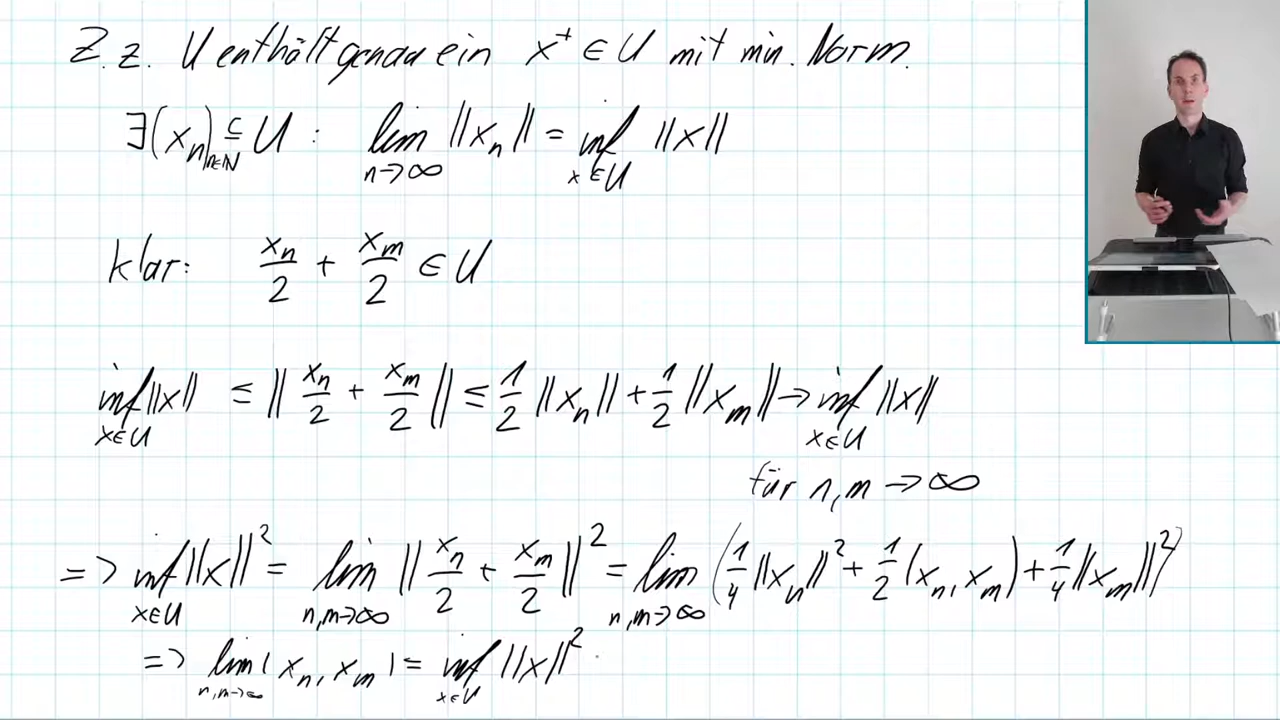 Z.z. U enthält genau ein x⁺ ∈ U mit min. Norm.
∃(xₙ)ₙ∈ℕ ⊆ U : lim_{n→∞} ||xₙ|| = inf_{x∈U} ||x||
klar: xₙ/2 + xₘ/2 ∈ U
inf_{x∈U} ||x|| ≤ ||xₙ/2 + xₘ/2|| ≤ 1/2 ||xₙ|| + 1/2 ||xₘ|| → inf_{x∈U} ||x||
für n,m → ∞
=> inf_{x∈U} ||x||² = lim_{n,m→∞} ||xₙ/2 + xₘ/2||² = lim_{n,m→∞} (1/4 ||xₙ||² + 1/2 (xₙ, xₘ) + 1/4 ||xₘ||²)
=> lim_{n,m→∞} (xₙ, xₘ) = inf_{x∈U} ||x||²